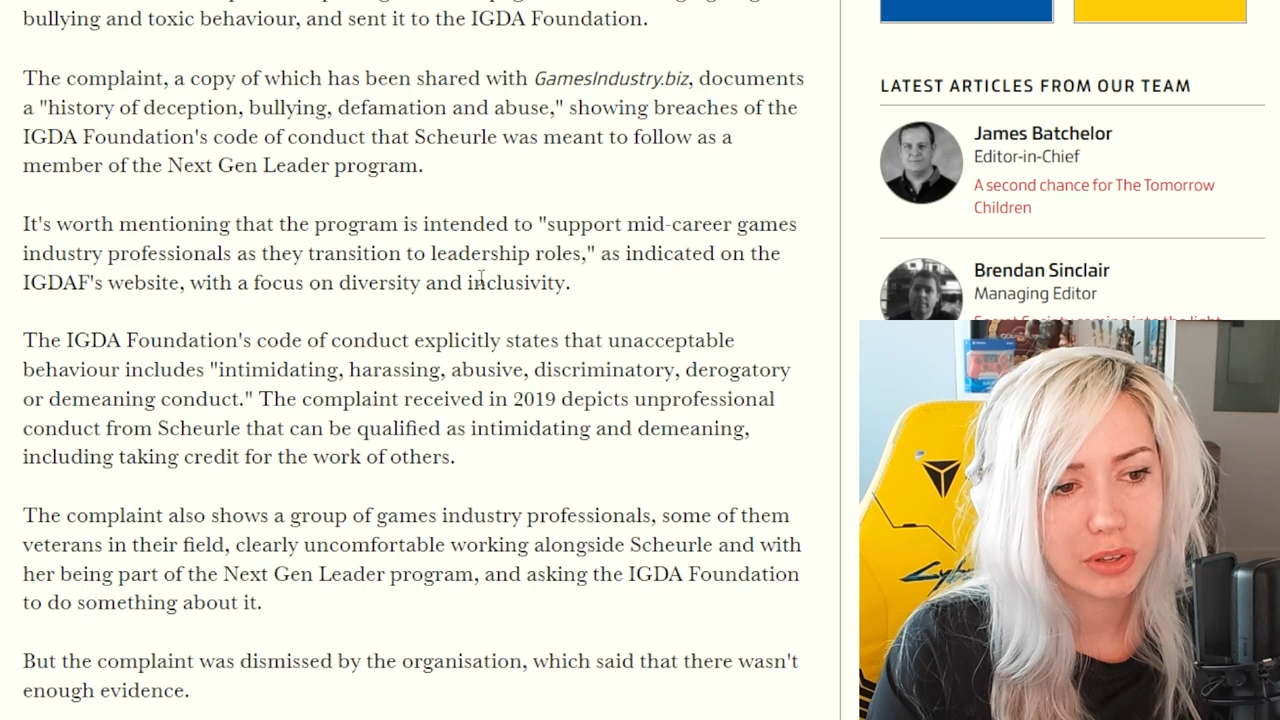 bullying and toxic behaviour, and sent it to the IGDA Foundation.
The complaint, a copy of which has been shared with GamesIndustry.biz, documents
a "history of deception, bullying, defamation and abuse," showing breaches of the
IGDA Foundation's code of conduct that Scheurle was meant to follow as a
member of the Next Gen Leader program.
It's worth mentioning that the program is intended to "support mid-career games
industry professionals as they transition to leadership roles," as indicated on the
IGDAF's website, with a focus on diversity and inclusivity.
The IGDA Foundation's code of conduct explicitly states that unacceptable
behaviour includes "intimidating, harassing, abusive, discriminatory, derogatory
or demeaning conduct." The complaint received in 2019 depicts unprofessional
conduct from Scheurle that can be qualified as intimidating and demeaning,
including taking credit for the work of others.
The complaint also shows a group of games industry professionals, some of them
veterans in their field, clearly uncomfortable working alongside Scheurle and with
her being part of the Next Gen Leader program, and asking the IGDA Foundation
to do something about it.
But the complaint was dismissed by the organisation, which said that there wasn't
enough evidence.
LATEST ARTICLES FROM OUR TEAM
James Batchelor
Editor-in-Chief
A second chance for The Tomorrow
Children
Brendan Sinclair
Managing Editor